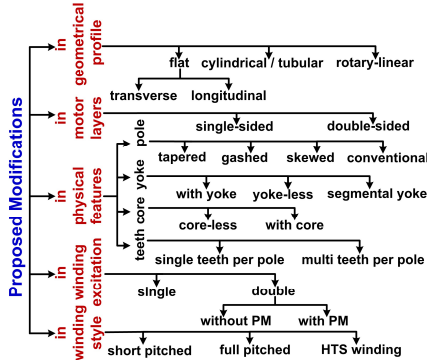 Proposed Modifications
in geometrical profile
flat
cylindrical / tubular
rotary-linear
transverse
longitudinal
in motor layers
single-sided
double-sided
in physical features
pole
tapered
gashed
skewed
conventional
yoke
with yoke
yoke-less
segmental yoke
core
core-less
with core
teeth
single teeth per pole
multi teeth per pole
in winding excitation
single
double
without PM
with PM
in winding style
short pitched
full pitched
HTS winding